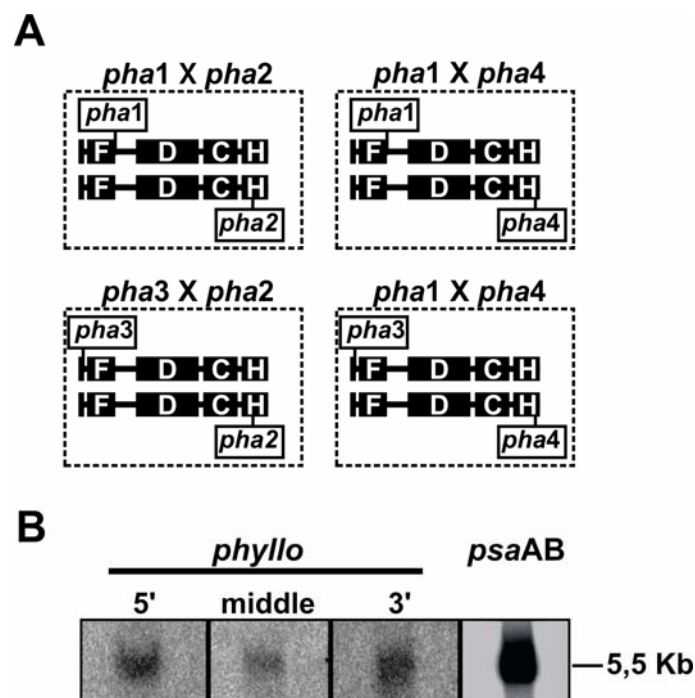 A
pha1 X pha2
pha1 X pha4
pha1
pha1
F D C H
F D C H
F D C H
F D C H
pha2
pha4
pha3 X pha2
pha1 X pha4
pha3
pha3
F D C H
F D C H
F D C H
F D C H
pha2
pha4
B
phyllo
psaAB
5' middle 3'
5,5 Kb